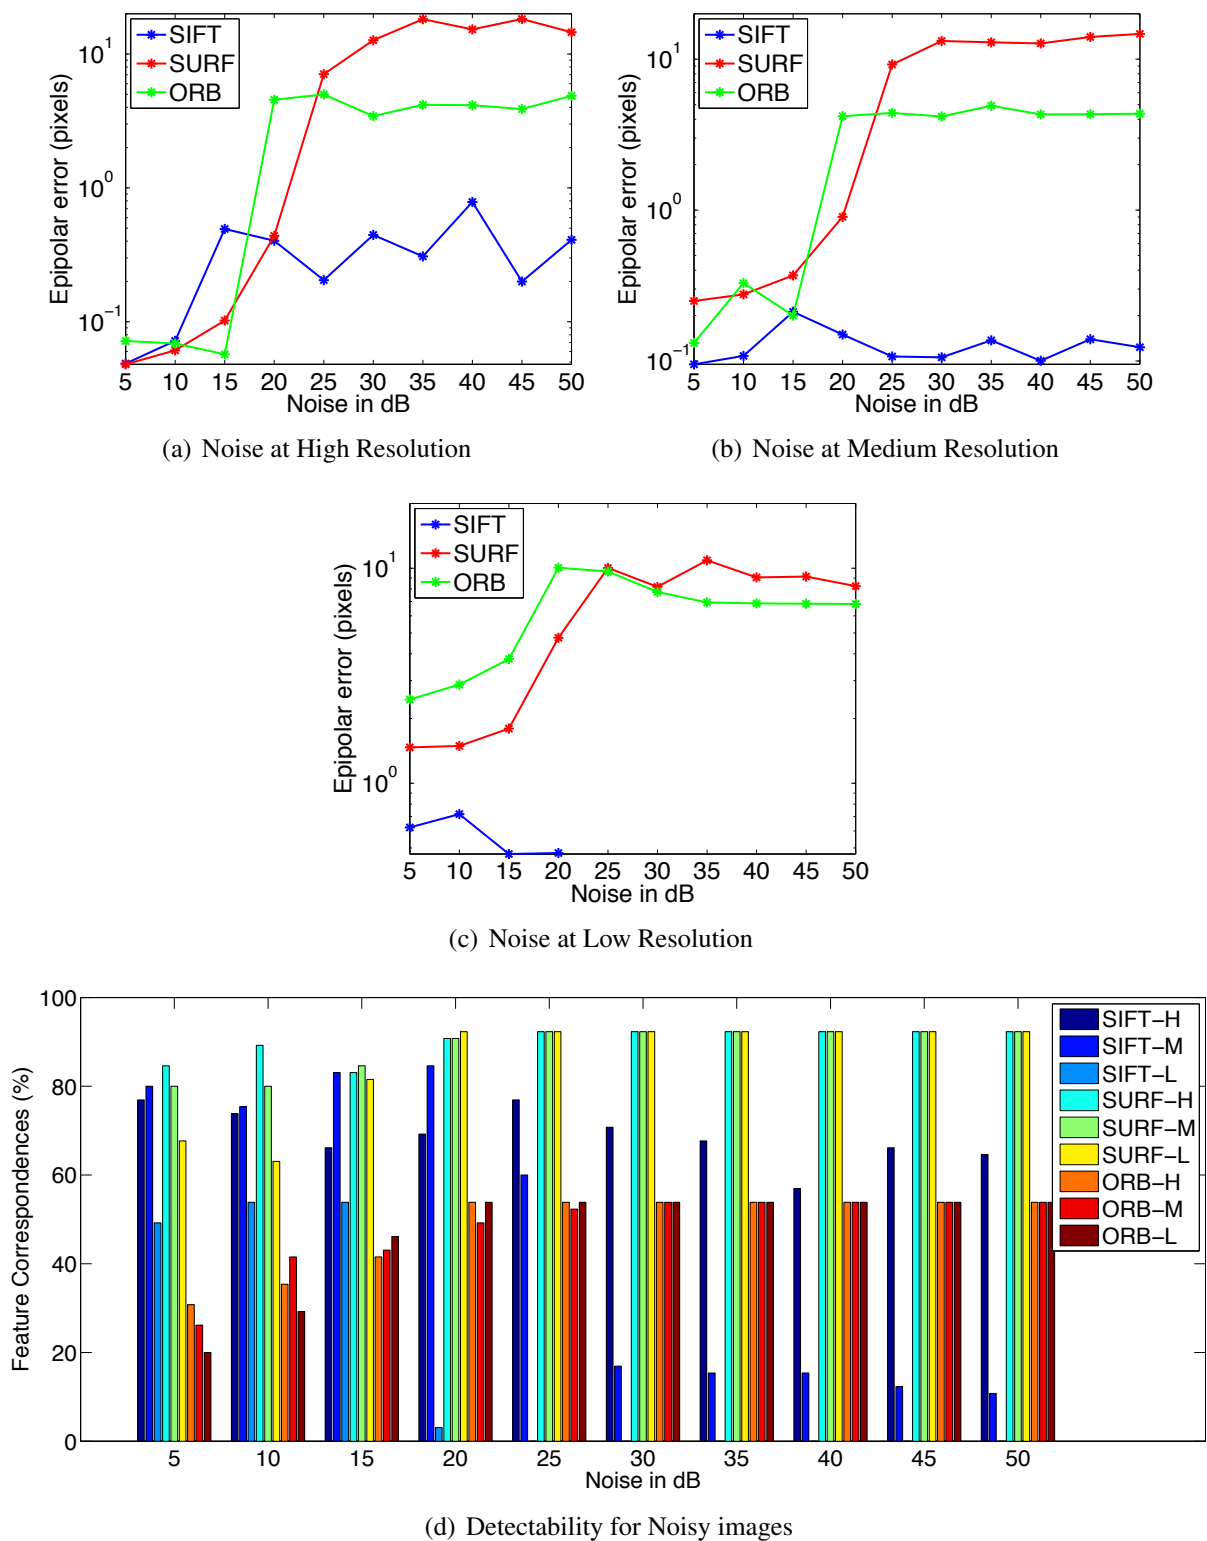 SIFT
SURF
ORB
10^1
10^0
10^-1
Epipolar error (pixels)
5 10 15 20 25 30 35 40 45 50
Noise in dB
(a) Noise at High Resolution
SIFT
SURF
ORB
10^1
10^0
10^-1
Epipolar error (pixels)
5 10 15 20 25 30 35 40 45 50
Noise in dB
(b) Noise at Medium Resolution
SIFT
SURF
ORB
10^1
10^0
Epipolar error (pixels)
5 10 15 20 25 30 35 40 45 50
Noise in dB
(c) Noise at Low Resolution
100
80
60
40
20
0
Feature Correspondences (%)
SIFT-H
SIFT-M
SIFT-L
SURF-H
SURF-M
SURF-L
ORB-H
ORB-M
ORB-L
5 10 15 20 25 30 35 40 45 50
Noise in dB
(d) Detectability for Noisy images